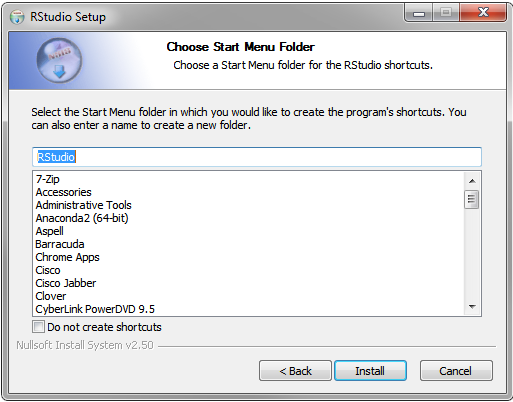 RStudio Setup
Choose Start Menu Folder
Choose a Start Menu folder for the RStudio shortcuts.
Select the Start Menu folder in which you would like to create the program's shortcuts. You
can also enter a name to create a new folder.
RStudio
7-Zip
Accessories
Administrative Tools
Anaconda2 (64-bit)
Aspell
Barracuda
Chrome Apps
Cisco
Cisco Jabber
Clover
CyberLink PowerDVD 9.5
Do not create shortcuts
Nullsoft Install System v2.50
< Back
Install
Cancel